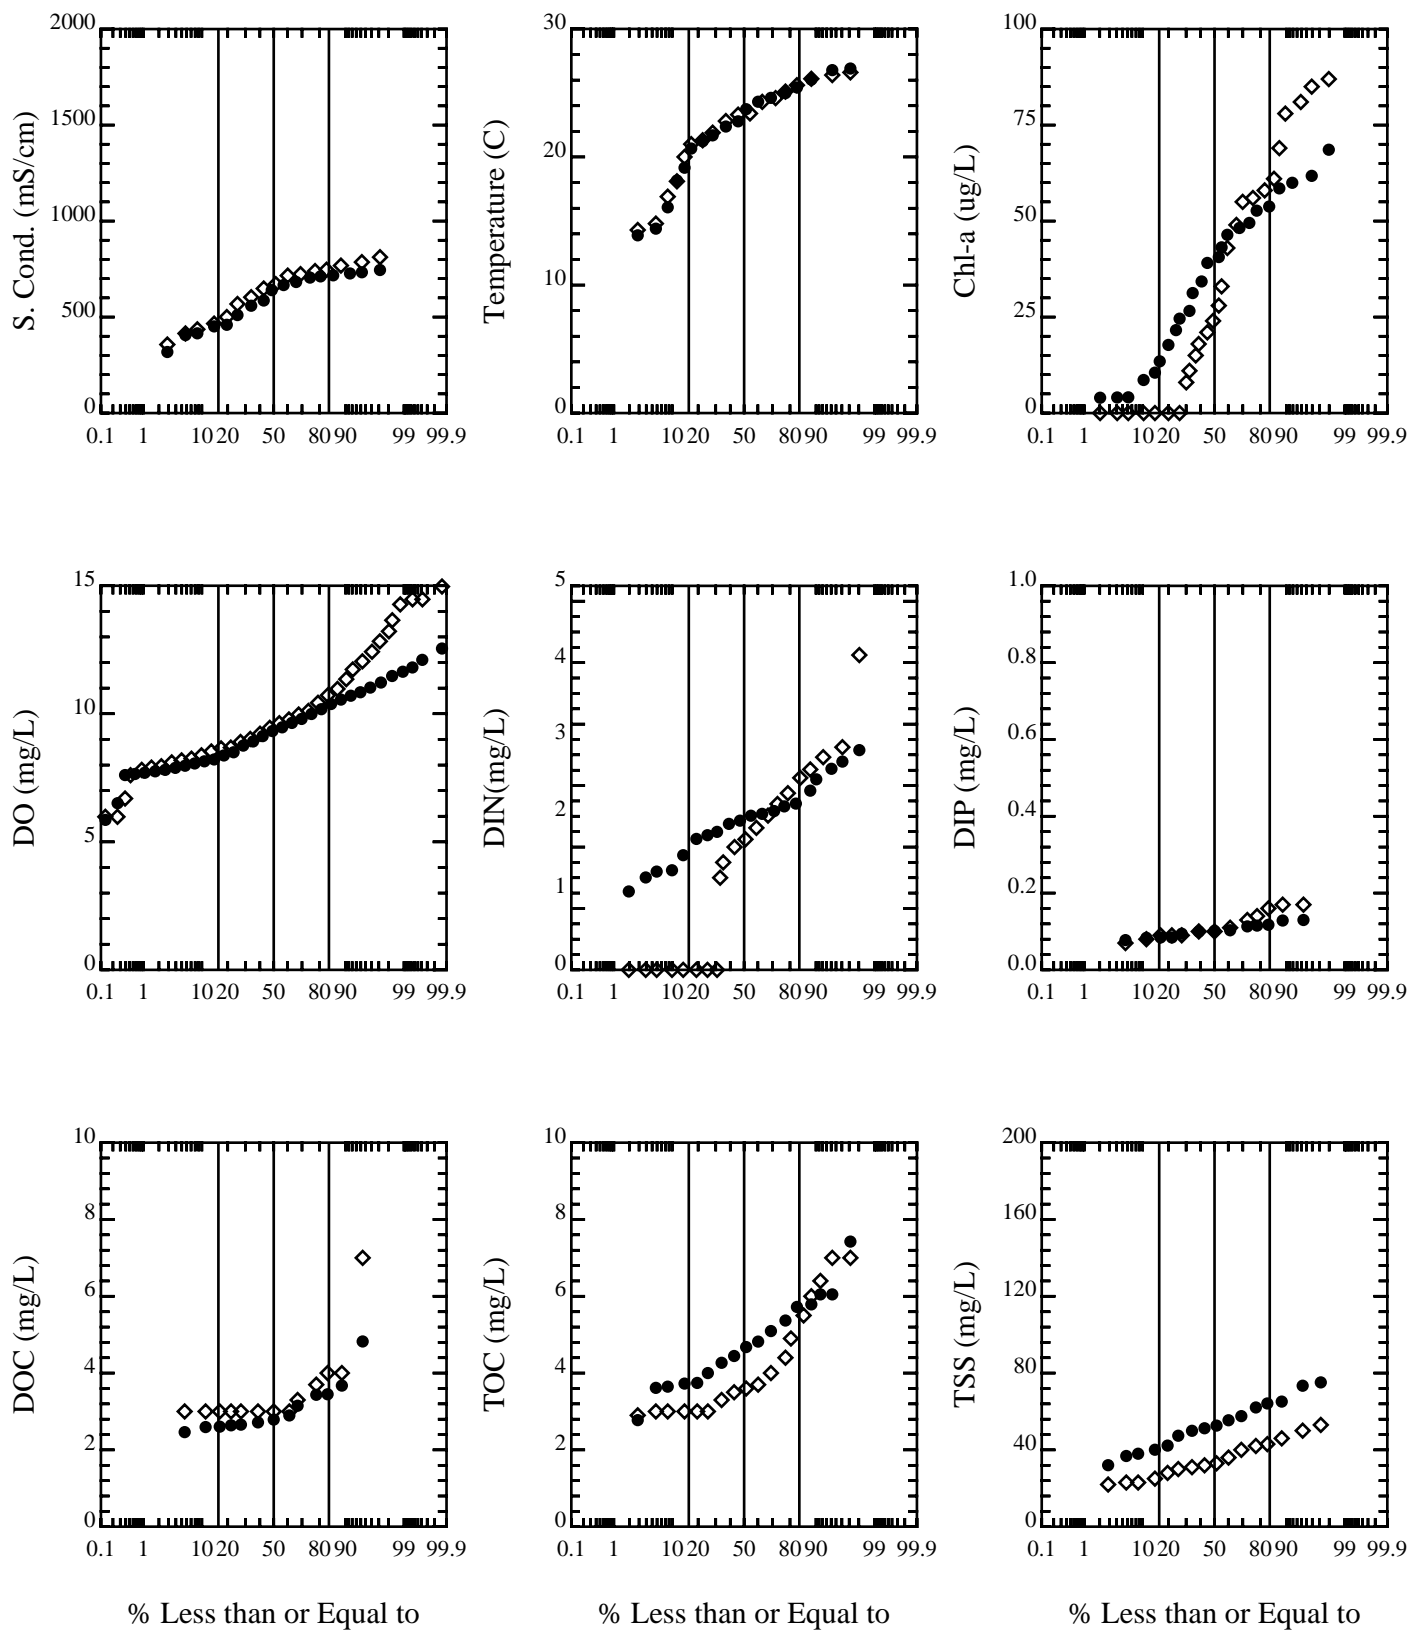 S. Cond. (mS/cm)
2000
1500
1000
500
0
0.1 1 10 20 50 80 90 99 99.9
Temperature (C)
30
20
10
0
1 10 20 50 80 90 99 99.9
Chl-a (ug/L)
100
75
50
25
0
0.1 1 10 20 50 80 90 99 99.9
DO (mg/L)
15
10
5
0
0.1 1 10 20 50 80 90 99 99.9
DIN(mg/L)
5
4
3
2
1
0
0.1 1 10 20 50 80 90 99 99.9
DIP (mg/L)
1.0
0.8
0.6
0.4
0.2
0.0
0.1 1 10 20 50 80 90 99 99.9
DOC (mg/L)
10
8
6
4
2
0
0.1 1 10 20 50 80 90 99 99.9
% Less than or Equal to
TOC (mg/L)
10
8
6
4
2
0
0.1 1 10 20 50 80 90 99 99.9
% Less than or Equal to
TSS (mg/L)
200
160
120
80
40
0
0.1 1 10 20 50 80 90 99 99.9
% Less than or Equal to